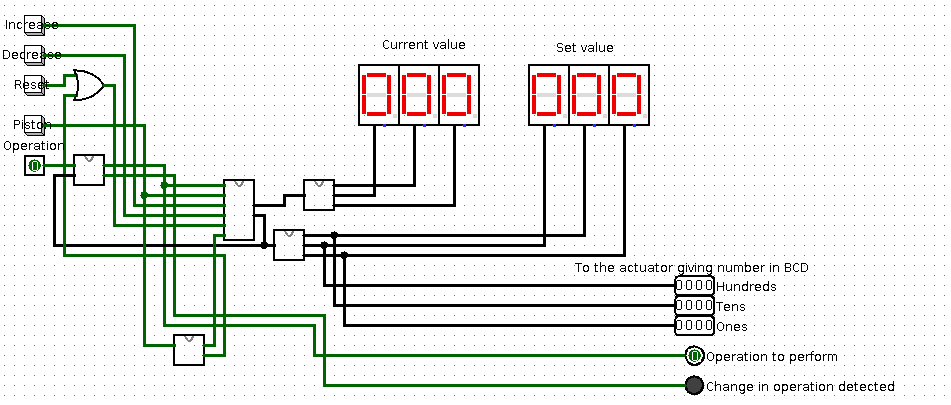 Increase
Decrease
Reset
Piston
Operation
0
Current value
000
Set value
000
To the actuator giving number in BCD
0000 Hundreds
0000 Tens
0000 Ones
0 Operation to perform
Change in operation detected